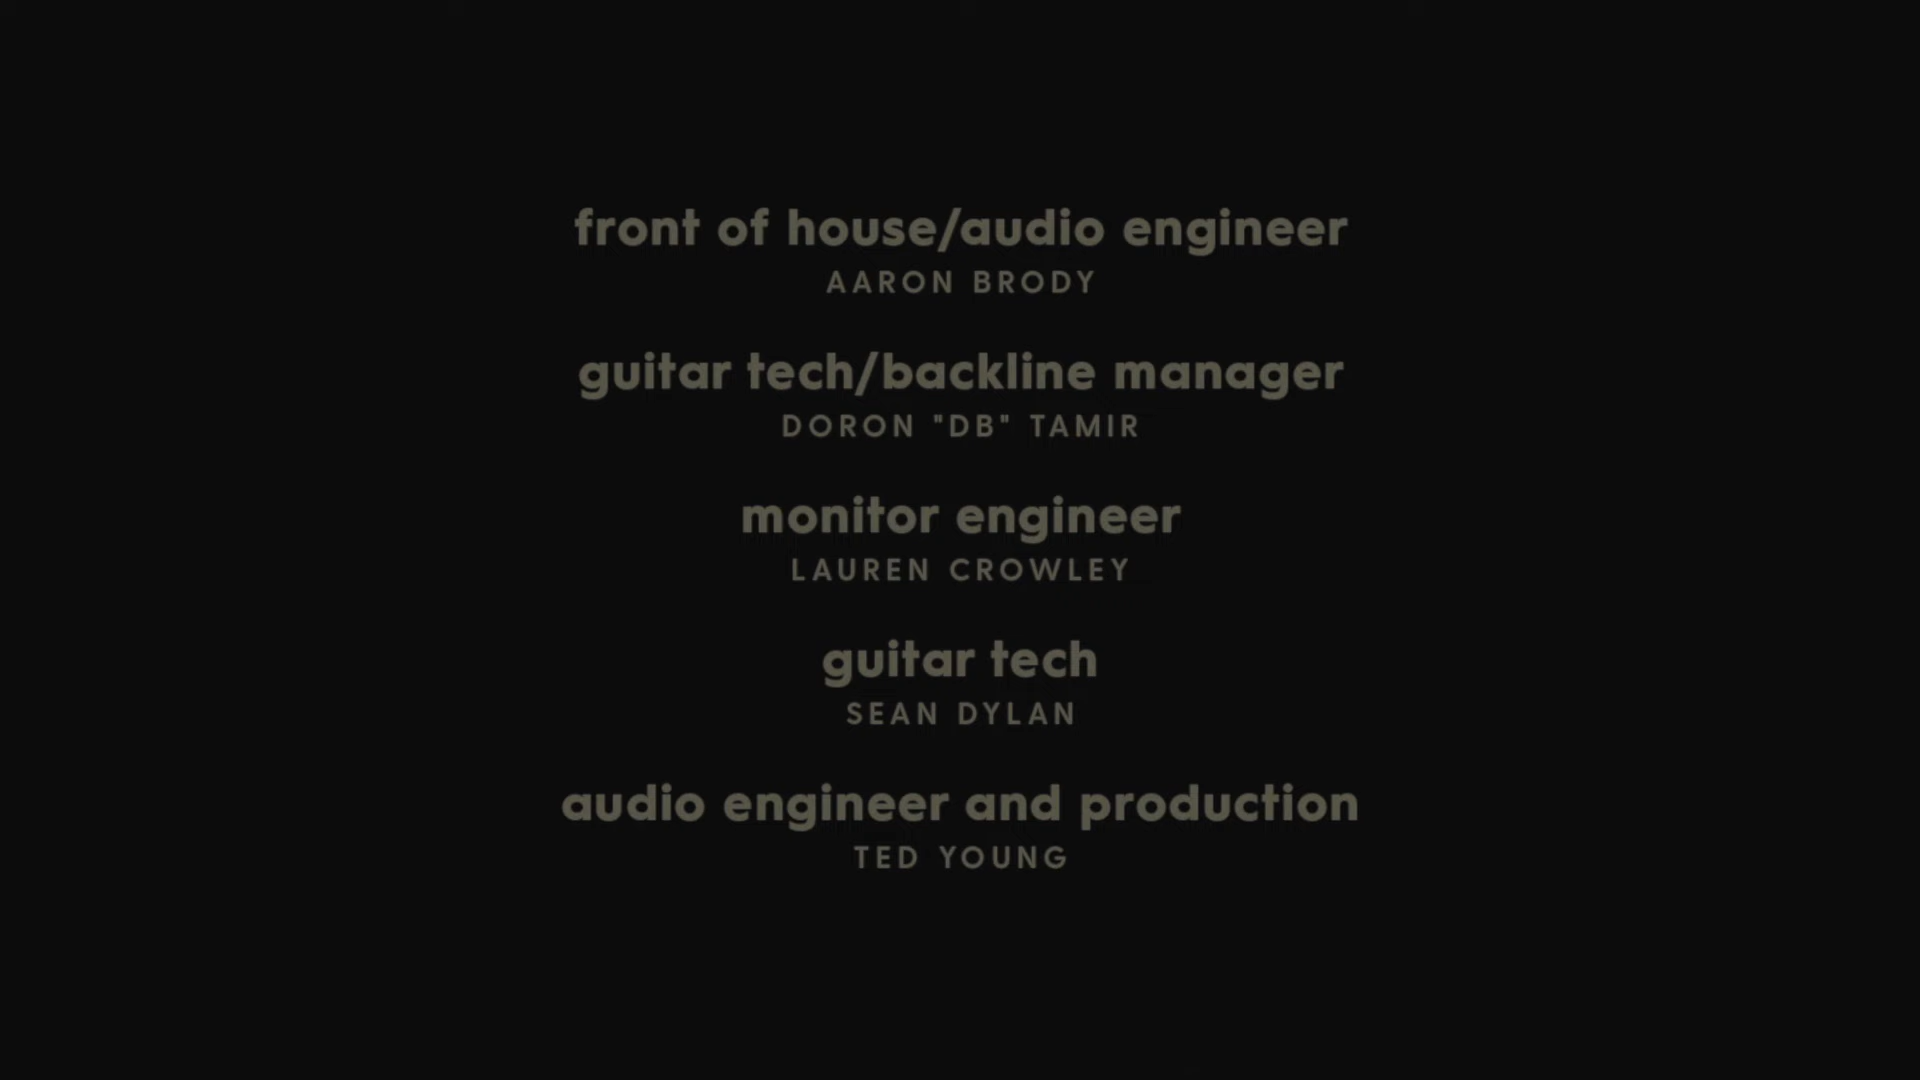 front of house/audio engineer
AARON BRODY
guitar tech/backline manager
DORON "DB" TAMIR
monitor engineer
LAUREN CROWLEY
guitar tech
SEAN DYLAN
audio engineer and production
TED YOUNG